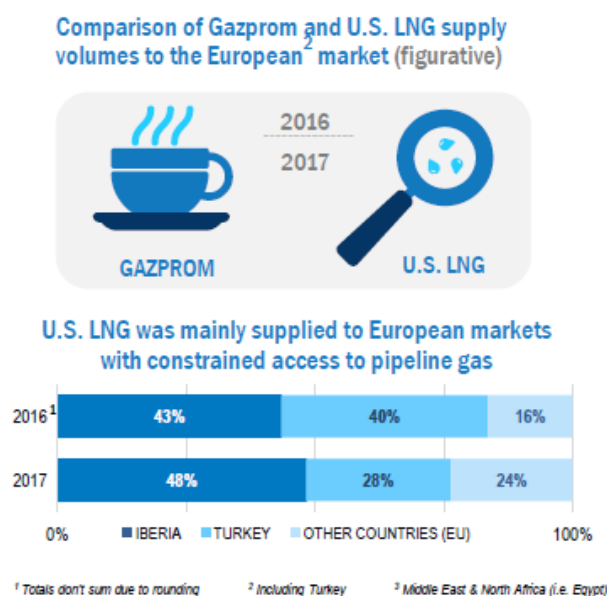 Comparison of Gazprom and U.S. LNG supply
volumes to the European² market (figurative)
2016
2017
GAZPROM
U.S. LNG
U.S. LNG was mainly supplied to European markets
with constrained access to pipeline gas
2016¹ 43% 40% 16%
2017 48% 28% 24%
0% IBERIA TURKEY OTHER COUNTRIES (EU) 100%
¹ Totals don't sum due to rounding ² Including Turkey ³ Middle East & North Africa (i.e. Egypt)